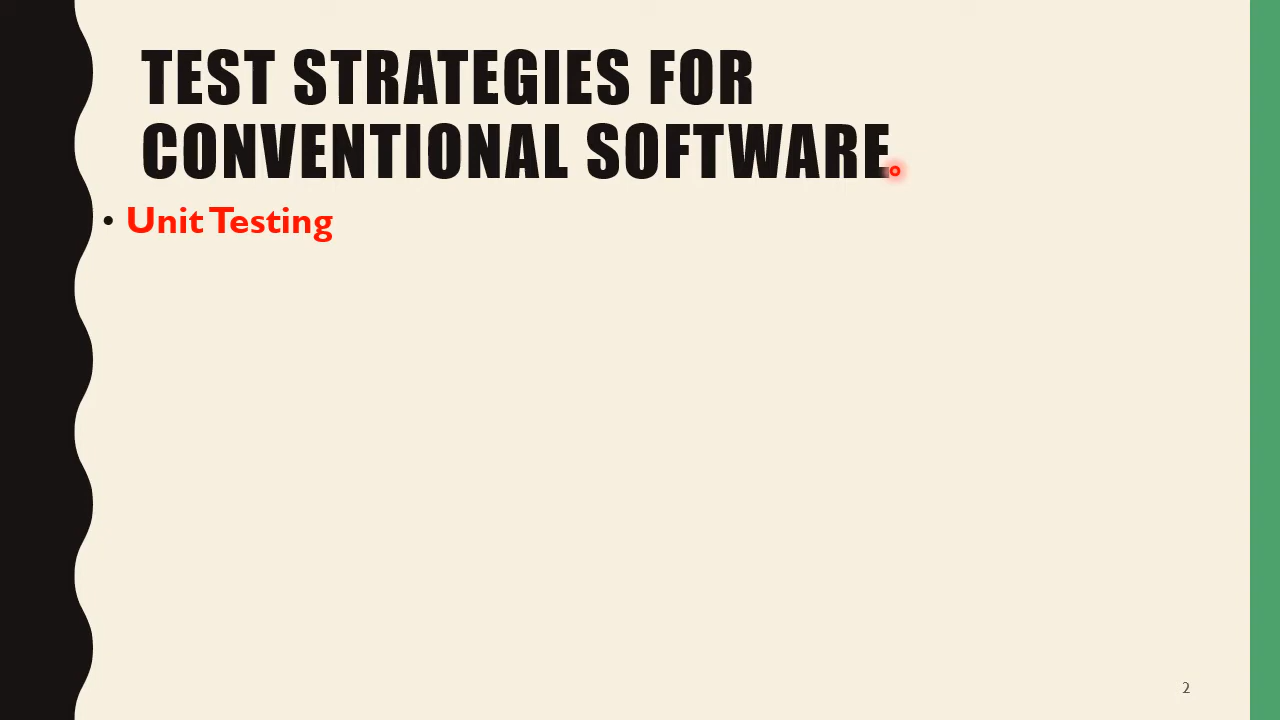 TEST STRATEGIES FOR
CONVENTIONAL SOFTWARE
• Unit Testing
2